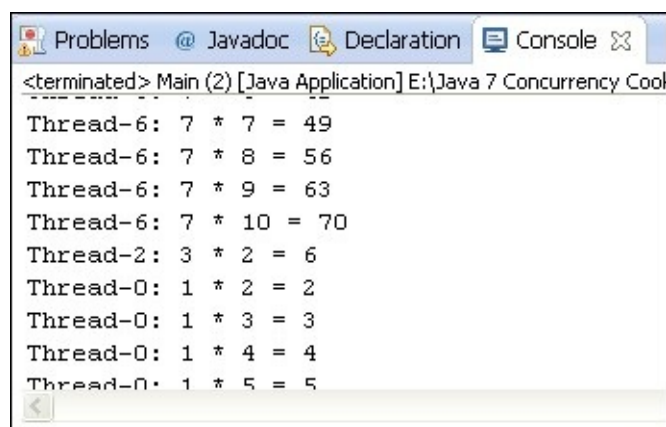 Problems @ Javadoc Declaration Console
<terminated> Main (2) [Java Application] E:\Java 7 Concurrency Cook
Thread-6: 7 * 7 = 49
Thread-6: 7 * 8 = 56
Thread-6: 7 * 9 = 63
Thread-6: 7 * 10 = 70
Thread-2: 3 * 2 = 6
Thread-0: 1 * 2 = 2
Thread-0: 1 * 3 = 3
Thread-0: 1 * 4 = 4
Thread-0: 1 * 5 = 5